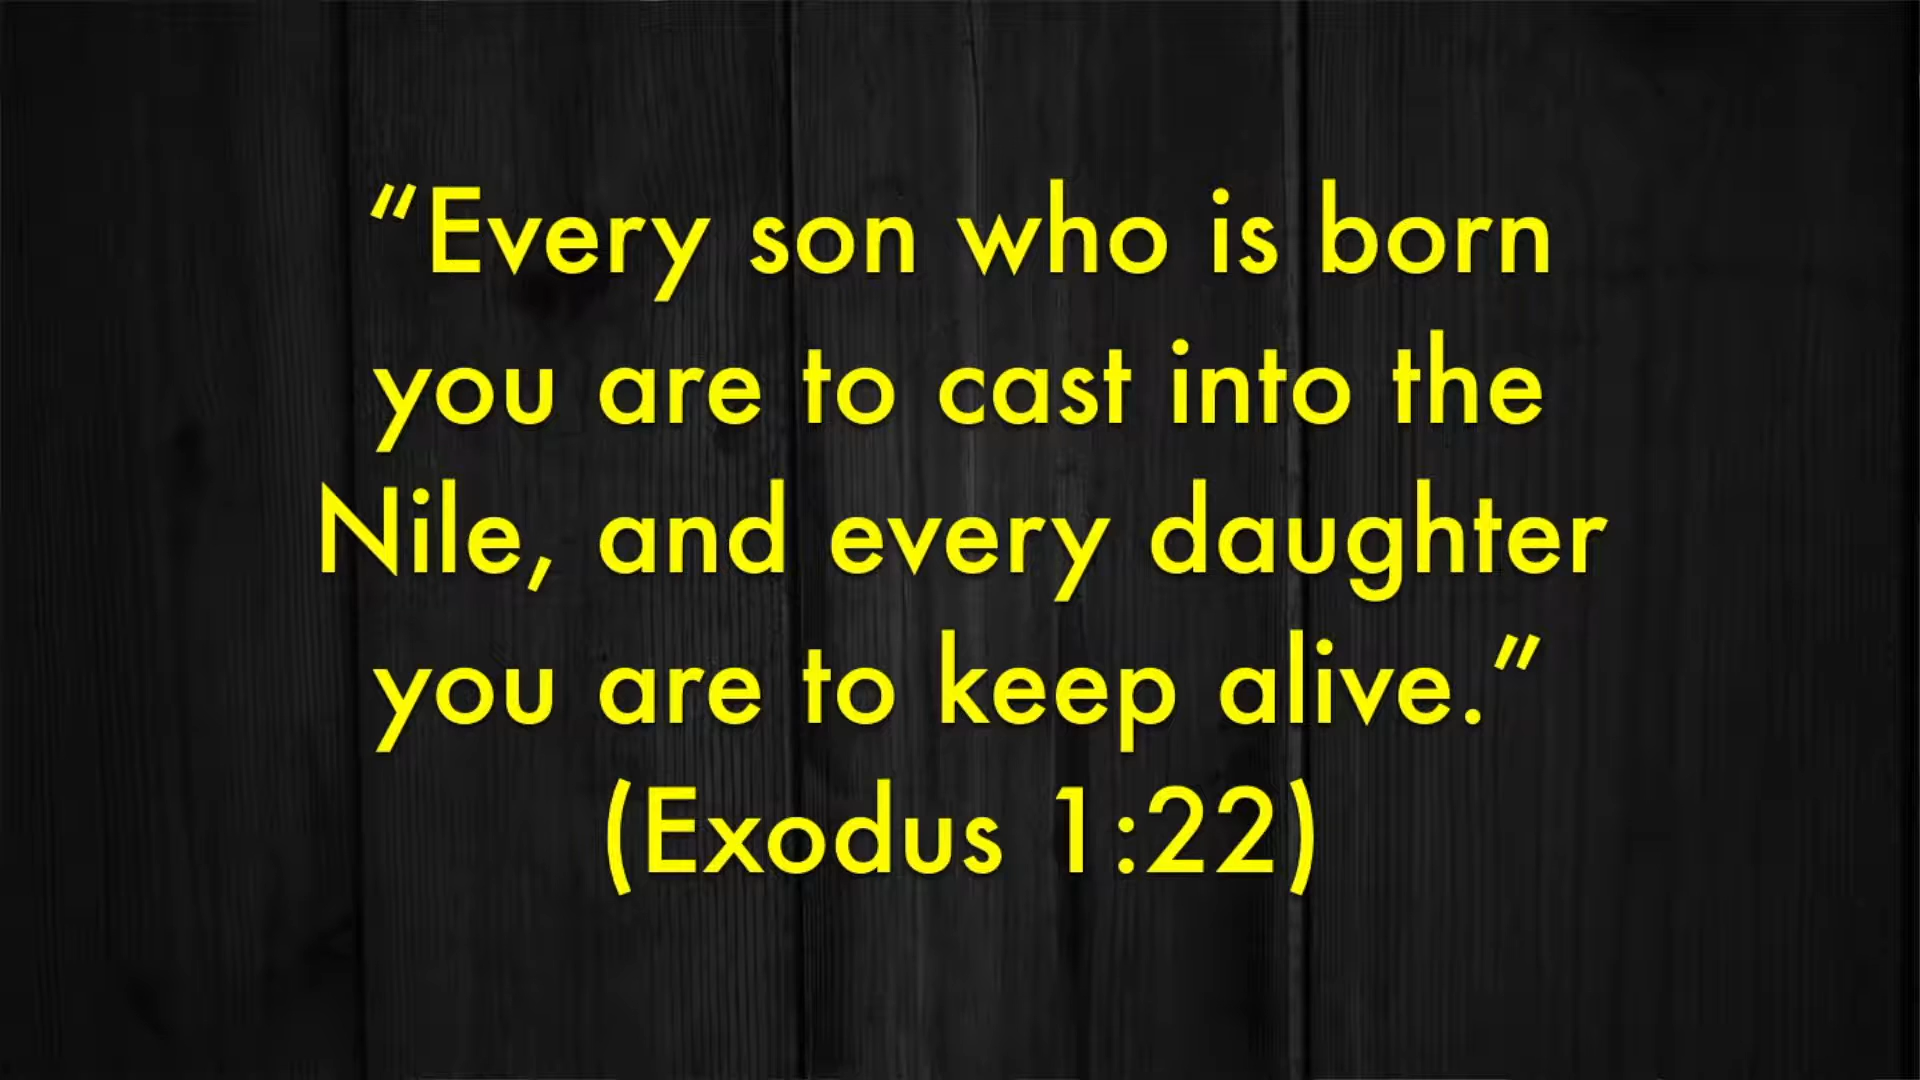 “Every son who is born
you are to cast into the
Nile, and every daughter
you are to keep alive.”
(Exodus 1:22)